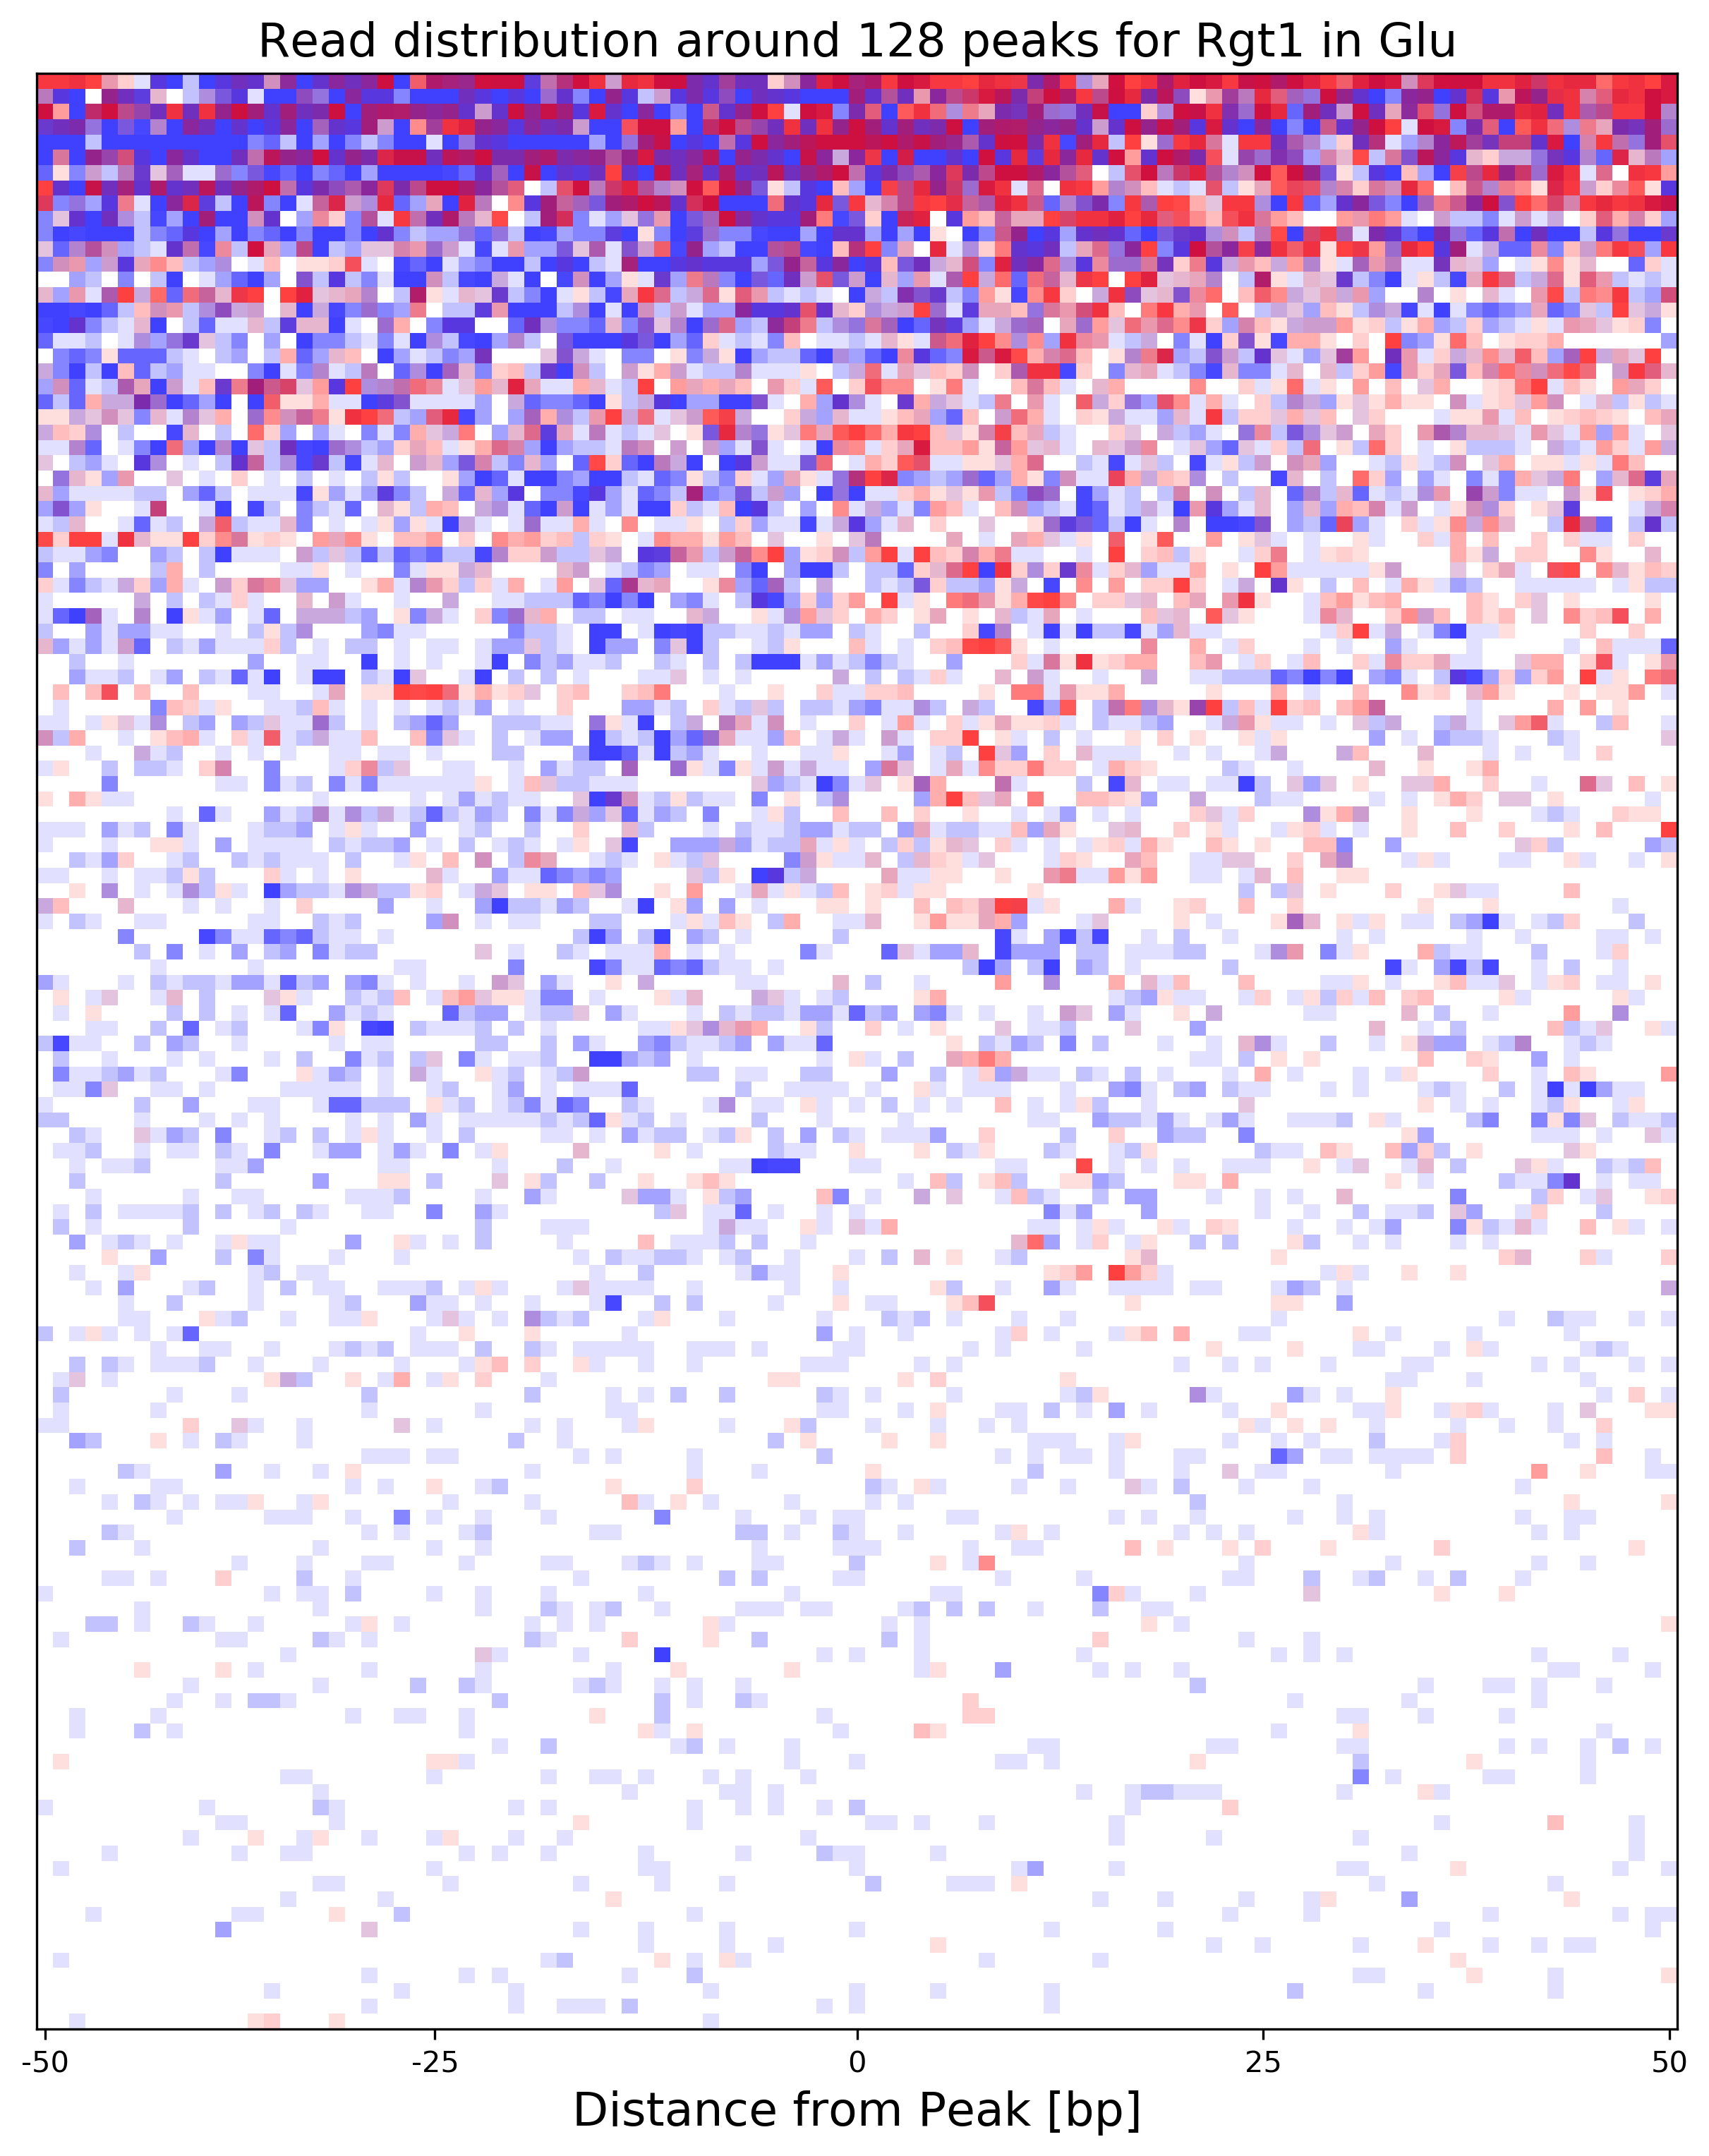 Read distribution around 128 peaks for Rgt1 in Glu
-50 -25 0 25 50
Distance from Peak [bp]